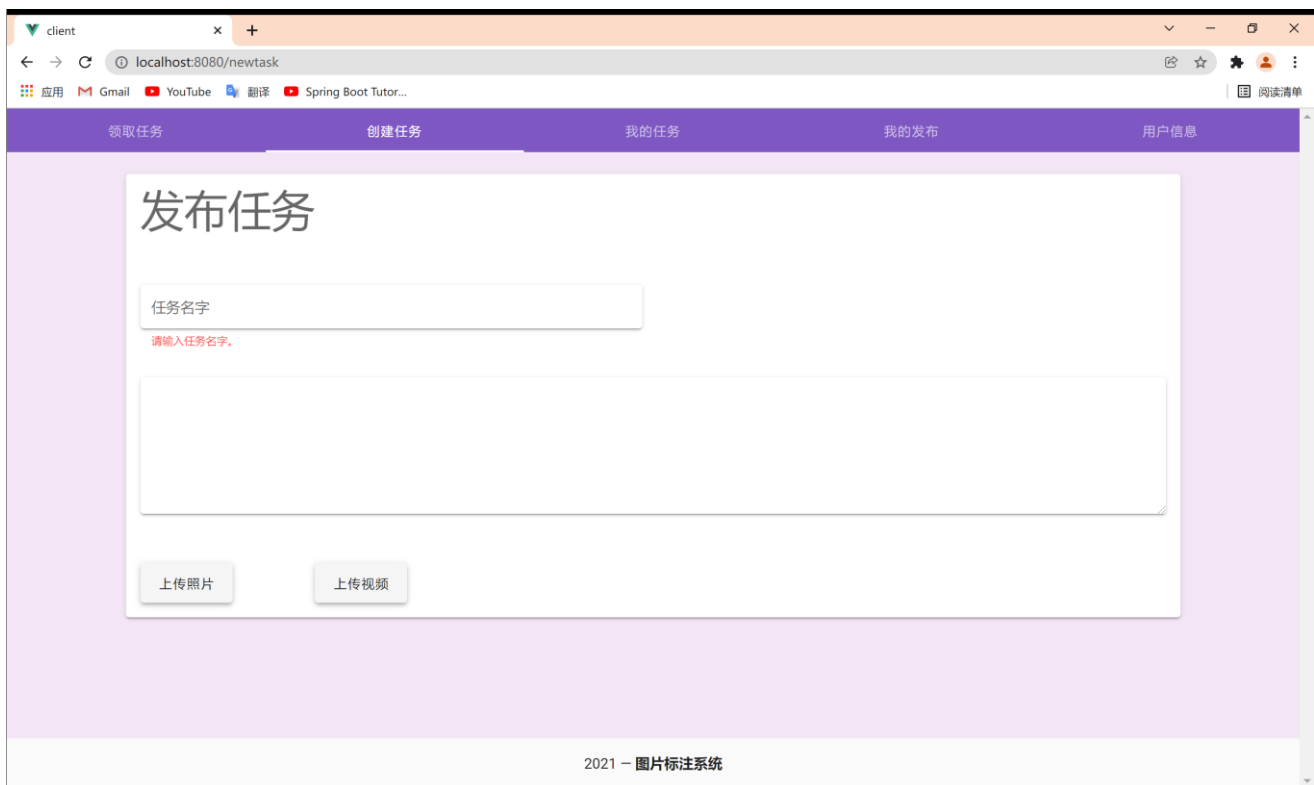 client
localhost:8080/newtask
应用 Gmail YouTube 翻译 Spring Boot Tutor... 阅读清单
领取任务 创建任务 我的任务 我的发布 用户信息
发布任务
任务名字
请输入任务名字。
上传照片 上传视频
2021 — 图片标注系统